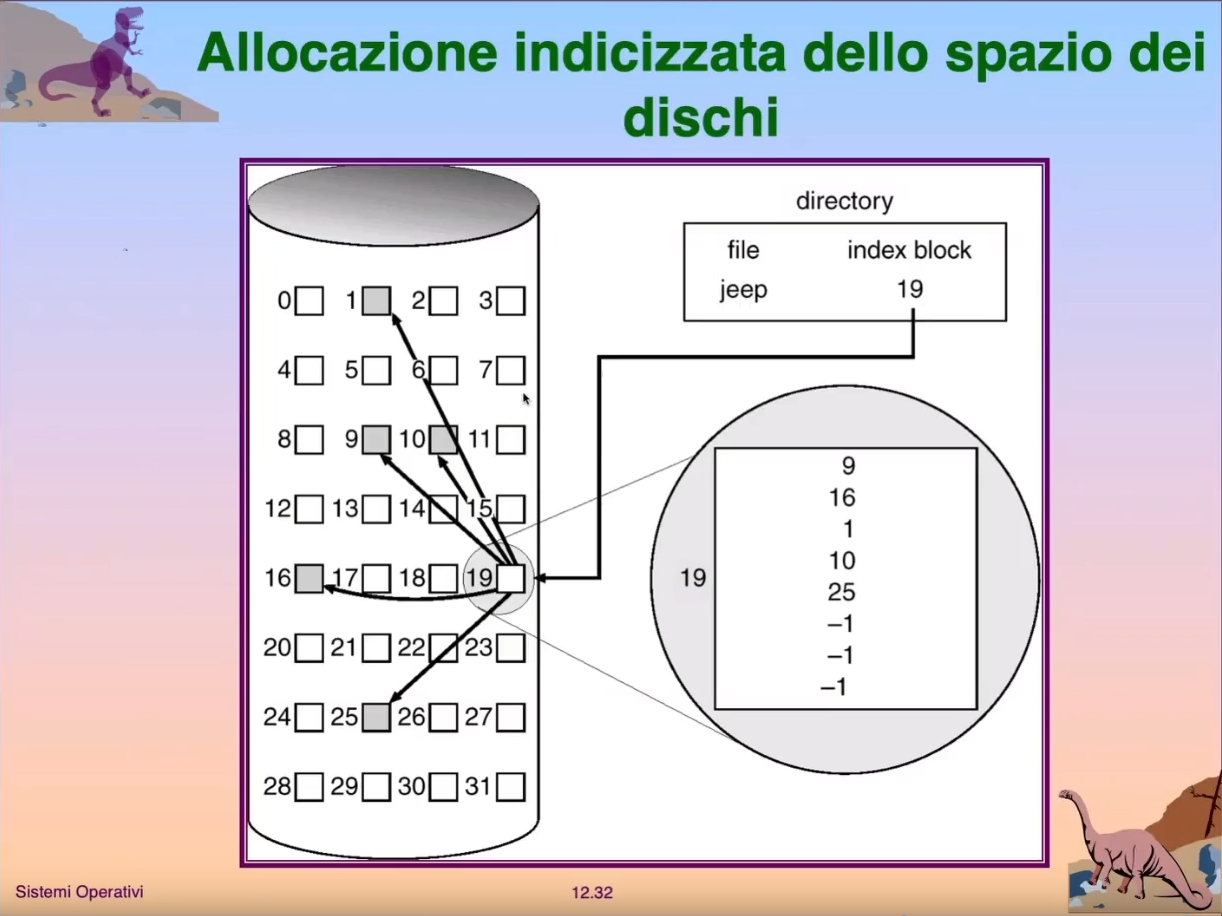 Allocazione indicizzata dello spazio dei
dischi
directory
file index block
jeep 19
0 1 2 3
4 5 6 7
8 9 10 11
12 13 14 15
16 17 18 19
20 21 22 23
24 25 26 27
28 29 30 31
19
9
16
1
10
25
–1
–1
–1
Sistemi Operativi
12.32